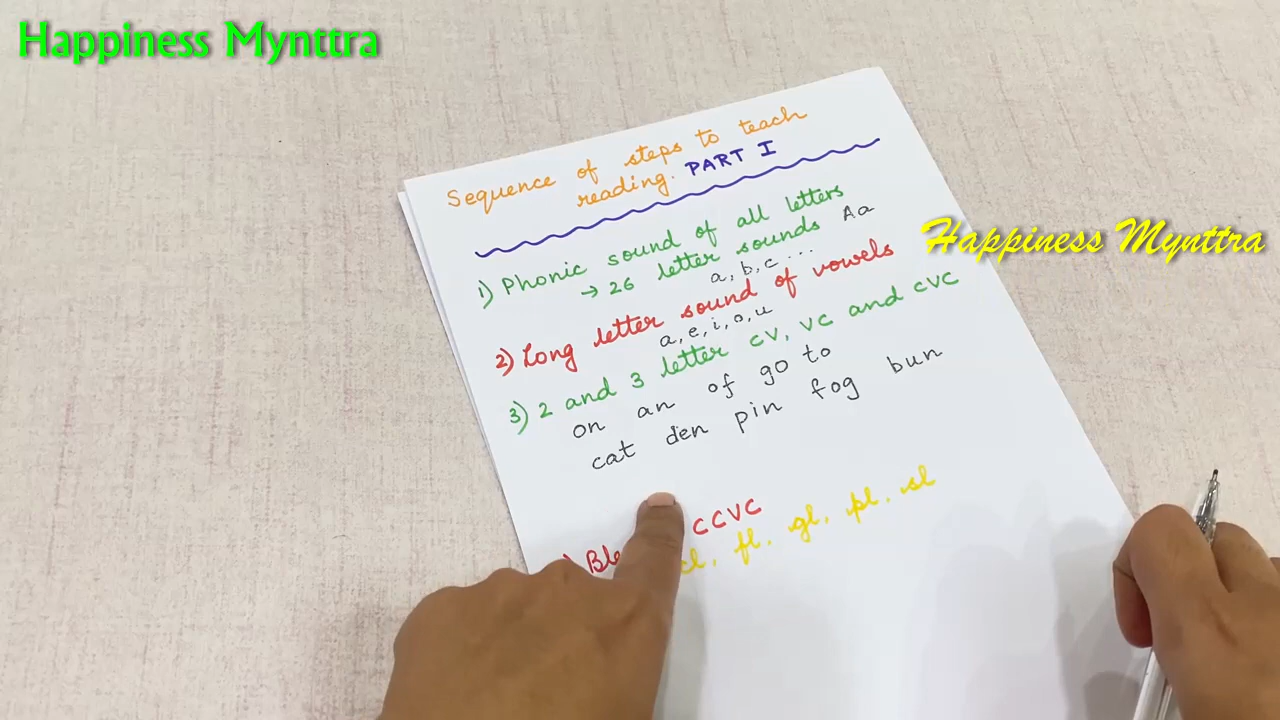 Happiness Mynttra
Sequence of steps to teach
reading. PART I
1) Phonic sound of all letters
→ 26 letter sounds Aa
a, b, c ...
Happiness Mynttra
2) Long letter sound of vowels
a, e, i, o, u
3) 2 and 3 letter CV, VC and CVC
on an of go to
cat den pin fog bun
CCVC
cl, fl, gl, pl, sl